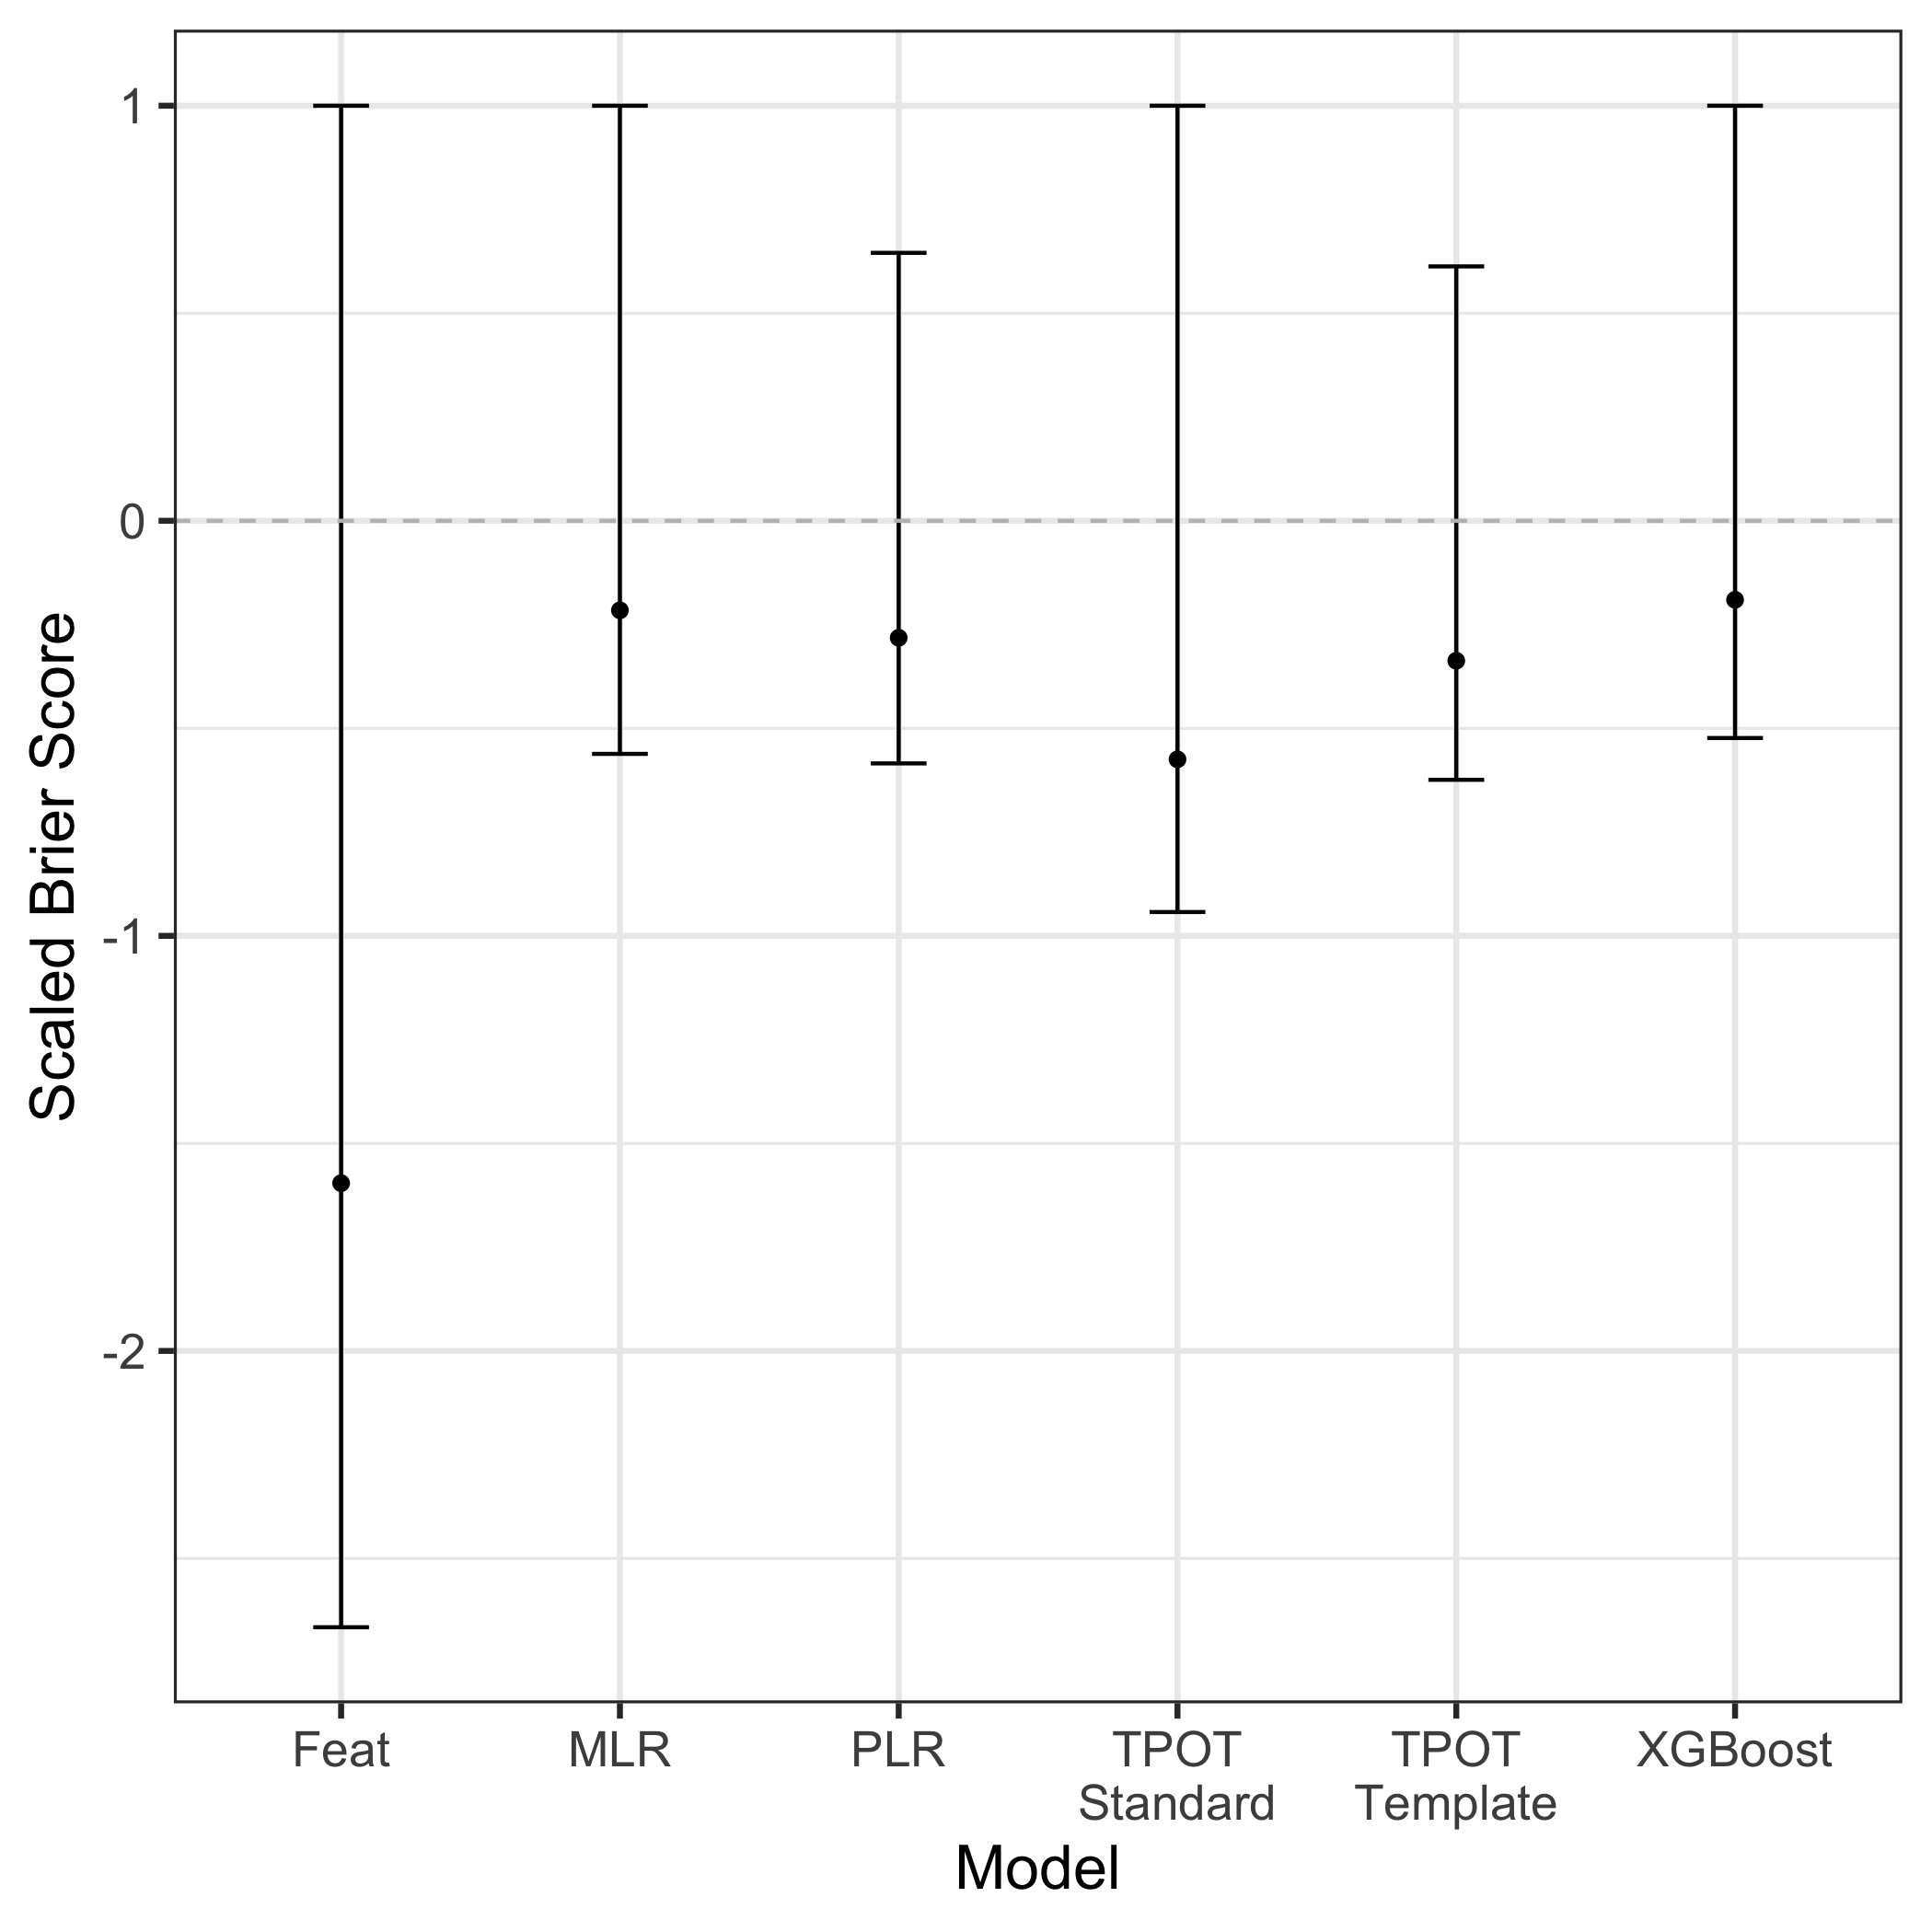 Scaled Brier Score
1
0
-1
-2
Feat
MLR
PLR
TPOT
Standard
TPOT
Template
XGBoost
Model